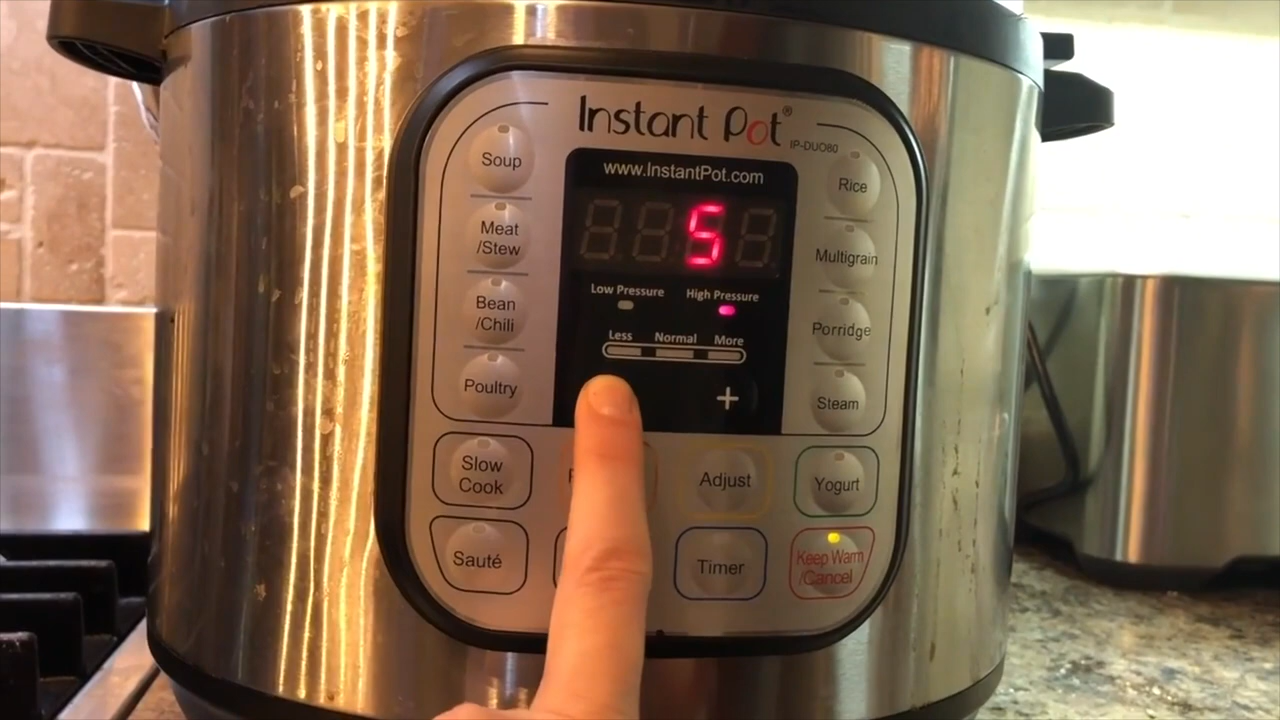 Instant Pot®
IP-DUO80
www.InstantPot.com
5
Low Pressure
High Pressure
Less
Normal
More
+
Soup
Meat
/Stew
Bean
/Chili
Poultry
Rice
Multigrain
Porridge
Steam
Slow
Cook
Adjust
Yogurt
Sauté
Timer
Keep Warm
/Cancel